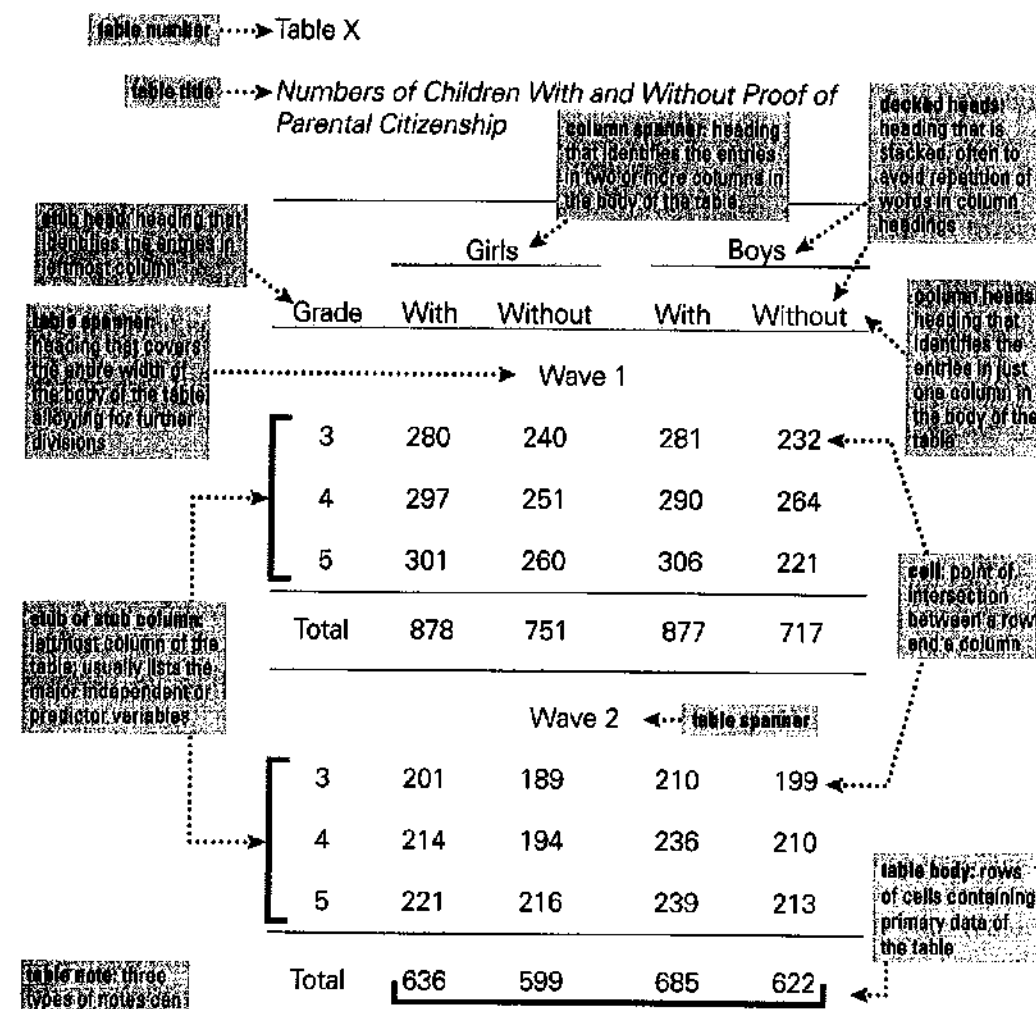 table number
Table X
table title
Numbers of Children With and Without Proof of
Parental Citizenship
column spanner: heading
that identifies the entries
in two or more columns in
the body of the table
decked heads:
heading that is
stacked, often to
avoid repetition of
words in column
headings
stub head: heading that
identifies the entries in
leftmost column
Girls Boys
Grade With Without With Without
table spanner:
heading that covers
the entire width of
the body of the table,
allowing for further
divisions
column heads:
heading that
identifies the
entries in just
one column in
the body of the
table
Wave 1
3 280 240 281 232
4 297 251 290 264
5 301 260 306 221
Total 878 751 877 717
cell: point of
intersection
between a row
and a column
stub or stub column:
leftmost column of the
table; usually lists the
major independent or
predictor variables
Wave 2
table spanner
3 201 189 210 199
4 214 194 236 210
5 221 216 239 213
Total 636 599 685 622
table body: rows
of cells containing
primary data of
the table
table note: three
types of notes can